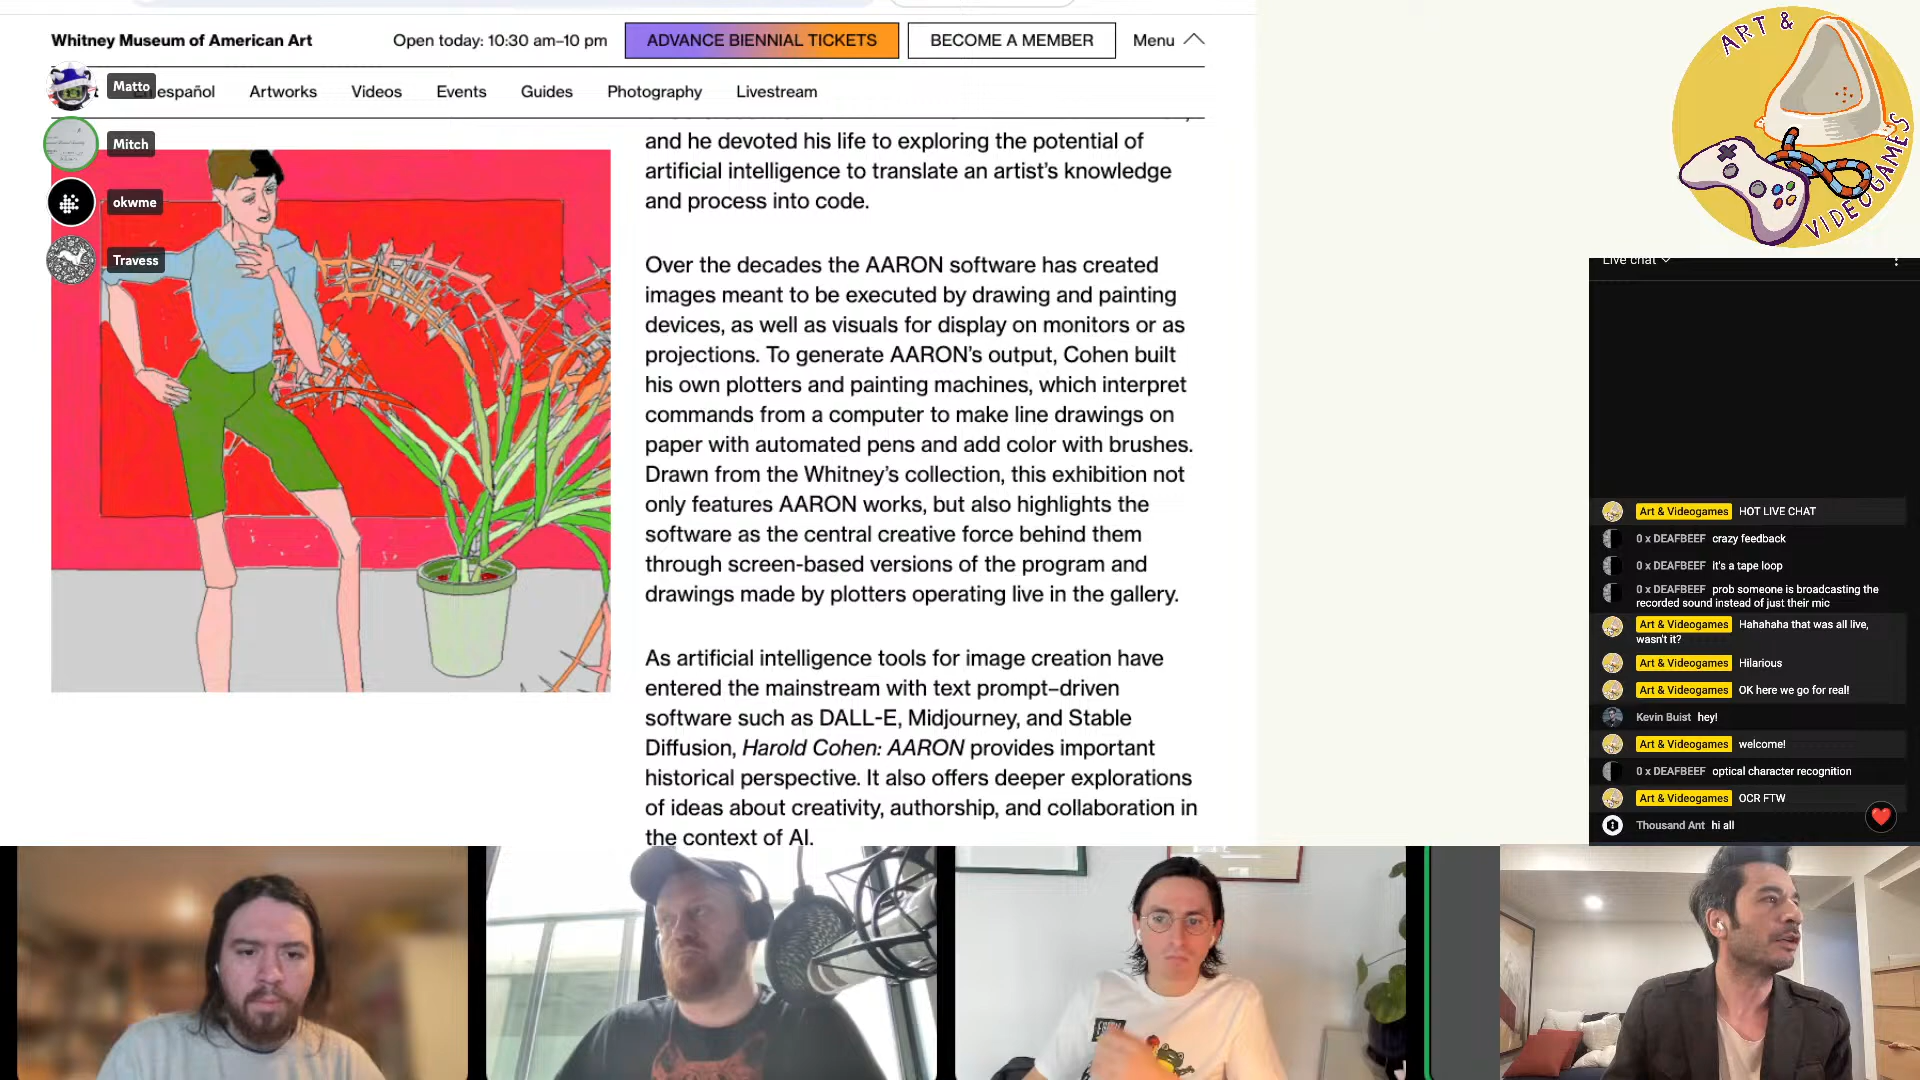 Whitney Museum of American Art
Open today: 10:30 am–10 pm
ADVANCE BIENNIAL TICKETS
BECOME A MEMBER
Menu
español
Artworks
Videos
Events
Guides
Photography
Livestream
Matto
Mitch
okwme
Travess
and he devoted his life to exploring the potential of
artificial intelligence to translate an artist's knowledge
and process into code.
Over the decades the AARON software has created
images meant to be executed by drawing and painting
devices, as well as visuals for display on monitors or as
projections. To generate AARON's output, Cohen built
his own plotters and painting machines, which interpret
commands from a computer to make line drawings on
paper with automated pens and add color with brushes.
Drawn from the Whitney's collection, this exhibition not
only features AARON works, but also highlights the
software as the central creative force behind them
through screen-based versions of the program and
drawings made by plotters operating live in the gallery.
As artificial intelligence tools for image creation have
entered the mainstream with text prompt–driven
software such as DALL-E, Midjourney, and Stable
Diffusion, Harold Cohen: AARON provides important
historical perspective. It also offers deeper explorations
of ideas about creativity, authorship, and collaboration in
the context of AI.
ART &
VIDEOGAMES
Live chat
Art & Videogames HOT LIVE CHAT
0 x DEAFBEEF crazy feedback
0 x DEAFBEEF it's a tape loop
0 x DEAFBEEF prob someone is broadcasting the
recorded sound instead of just their mic
Art & Videogames Hahahaha that was all live,
wasn't it?
Art & Videogames Hilarious
Art & Videogames OK here we go for real!
Kevin Buist hey!
Art & Videogames welcome!
0 x DEAFBEEF optical character recognition
Art & Videogames OCR FTW
Thousand Ant hi all